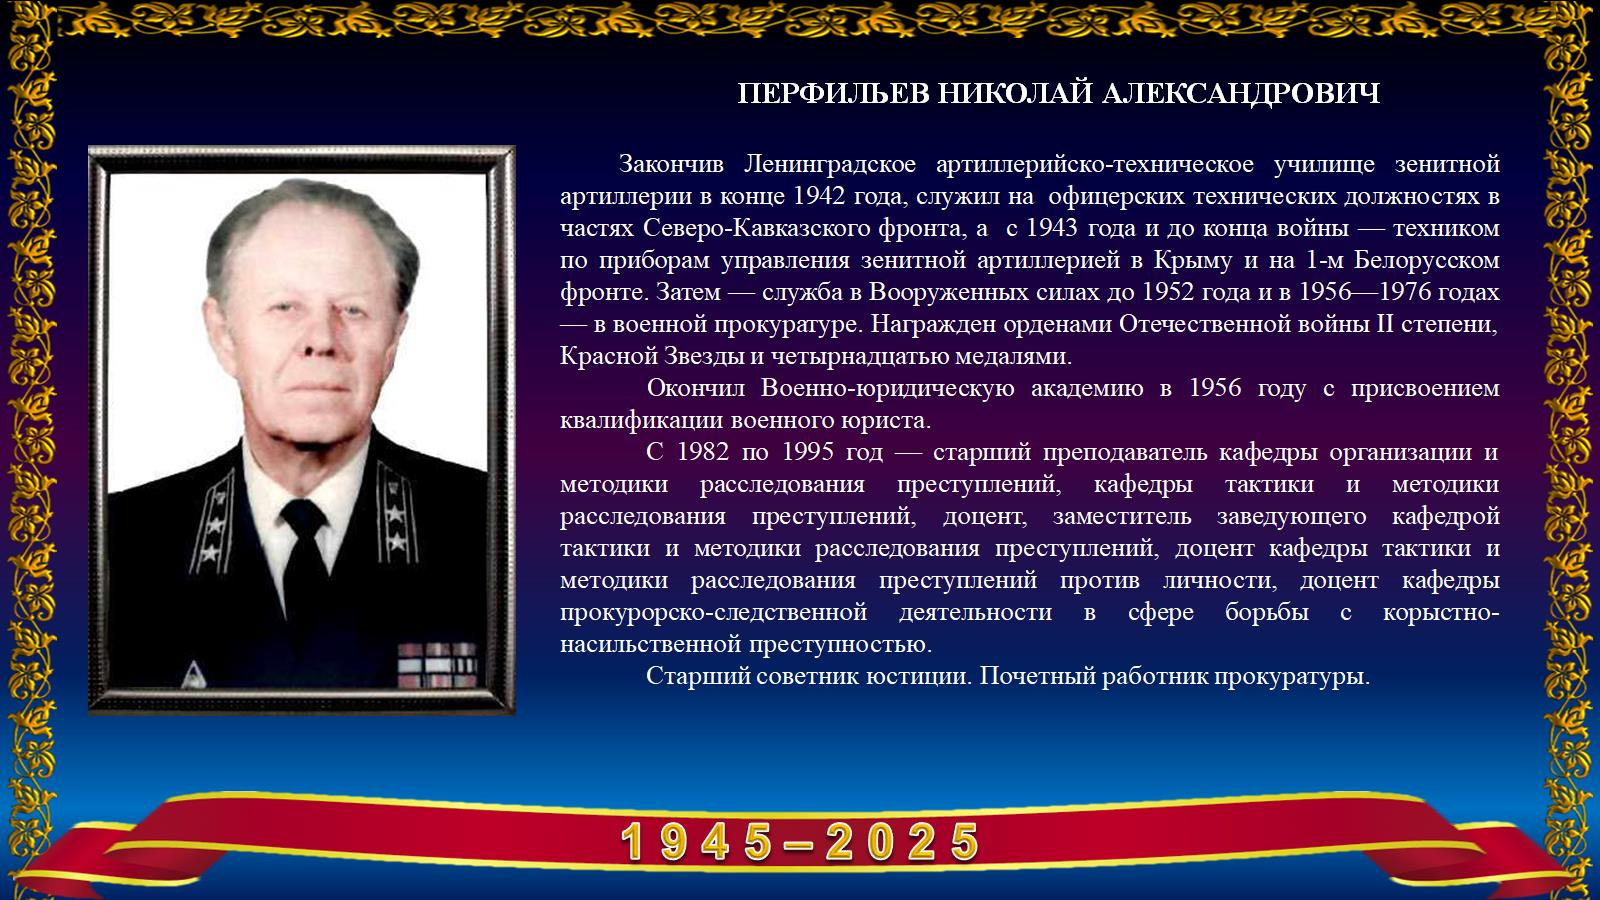 ПЕРФИЛЬЕВ НИКОЛАЙ АЛЕКСАНДРОВИЧ
Закончив Ленинградское артиллерийско-техническое училище зенитной
артиллерии в конце 1942 года, служил на офицерских технических должностях в
частях Северо-Кавказского фронта, а с 1943 года и до конца войны — техником
по приборам управления зенитной артиллерией в Крыму и на 1-м Белорусском
фронте. Затем — служба в Вооруженных силах до 1952 года и в 1956—1976 годах
— в военной прокуратуре. Награжден орденами Отечественной войны II степени,
Красной Звезды и четырнадцатью медалями.
Окончил Военно-юридическую академию в 1956 году с присвоением
квалификации военного юриста.
С 1982 по 1995 год — старший преподаватель кафедры организации и
методики расследования преступлений, кафедры тактики и методики
расследования преступлений, доцент, заместитель заведующего кафедрой
тактики и методики расследования преступлений, доцент кафедры тактики и
методики расследования преступлений против личности, доцент кафедры
прокурорско-следственной деятельности в сфере борьбы с корыстно-
насильственной преступностью.
Старший советник юстиции. Почетный работник прокуратуры.
1945–2025